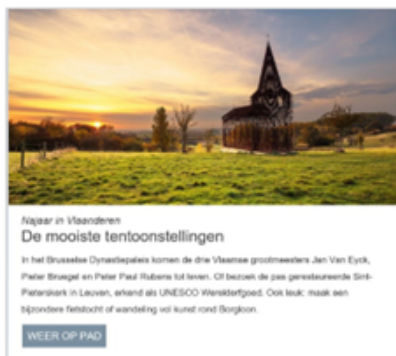 Najaar in Vlaanderen
De mooiste tentoonstellingen
In het Brusselse Dynastiepaleis komen de drie Vlaamse grootmeesters Jan Van Eyck,
Pieter Bruegel en Peter Paul Rubens tot leven. Of bezoek de pas gerestaureerde Sint-
Pieterskerk in Leuven, erkend als UNESCO Werelderfgoed. Ook leuk: maak een
bijzondere fietstocht of wandeling vol kunst rond Borgloon.
WEER OP PAD